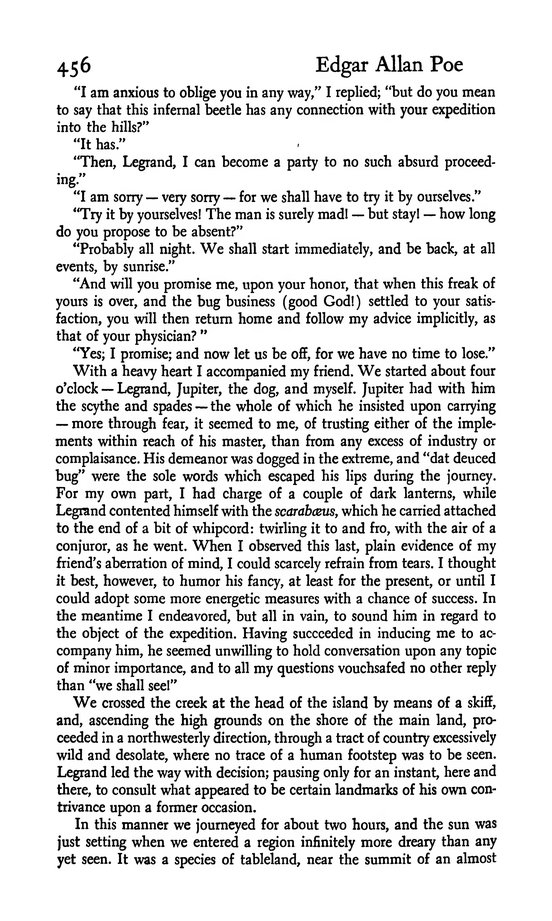 456 Edgar Allan Poe
“I am anxious to oblige you in any way,” I replied; “but do you mean
to say that this infernal beetle has any connection with your expedition
into the hills?”
“It has.”
“Then, Legrand, I can become a party to no such absurd proceed-
ing.”
“I am sorry — very sorry — for we shall have to try it by ourselves.”
“Try it by yourselves! The man is surely mad! — but stay! — how long
do you propose to be absent?”
“Probably all night. We shall start immediately, and be back, at all
events, by sunrise.”
“And will you promise me, upon your honor, that when this freak of
yours is over, and the bug business (good God!) settled to your satis-
faction, you will then return home and follow my advice implicitly, as
that of your physician?”
“Yes; I promise; and now let us be off, for we have no time to lose.”
With a heavy heart I accompanied my friend. We started about four
o’clock — Legrand, Jupiter, the dog, and myself. Jupiter had with him
the scythe and spades — the whole of which he insisted upon carrying
— more through fear, it seemed to me, of trusting either of the imple-
ments within reach of his master, than from any excess of industry or
complaisance. His demeanor was dogged in the extreme, and “dat deuced
bug” were the sole words which escaped his lips during the journey.
For my own part, I had charge of a couple of dark lanterns, while
Legrand contented himself with the scarabæus, which he carried attached
to the end of a bit of whipcord: twirling it to and fro, with the air of a
conjuror, as he went. When I observed this last, plain evidence of my
friend’s aberration of mind, I could scarcely refrain from tears. I thought
it best, however, to humor his fancy, at least for the present, or until I
could adopt some more energetic measures with a chance of success. In
the meantime I endeavored, but all in vain, to sound him in regard to
the object of the expedition. Having succeeded in inducing me to ac-
company him, he seemed unwilling to hold conversation upon any topic
of minor importance, and to all my questions vouchsafed no other reply
than “we shall see!”
We crossed the creek at the head of the island by means of a skiff,
and, ascending the high grounds on the shore of the main land, pro-
ceeded in a northwesterly direction, through a tract of country excessively
wild and desolate, where no trace of a human footstep was to be seen.
Legrand led the way with decision; pausing only for an instant, here and
there, to consult what appeared to be certain landmarks of his own con-
trivance upon a former occasion.
In this manner we journeyed for about two hours, and the sun was
just setting when we entered a region infinitely more dreary than any
yet seen. It was a species of tableland, near the summit of an almost